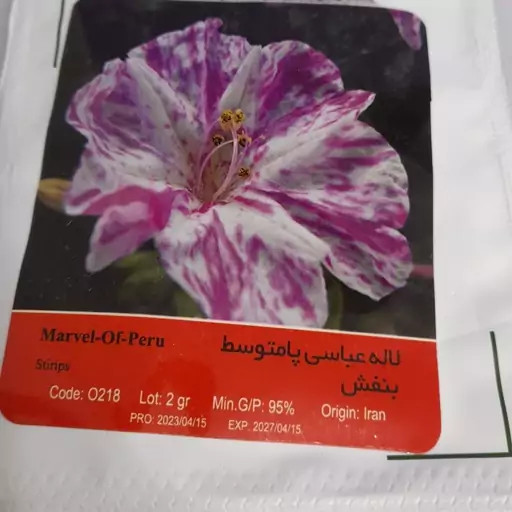 Marvel-Of-Peru
لاله عباسی پامتوسط
بنفش
Strips
Code: O218 Lot: 2 gr Min.G/P: 95% Origin: Iran
PRO: 2023/04/15 EXP: 2027/04/15